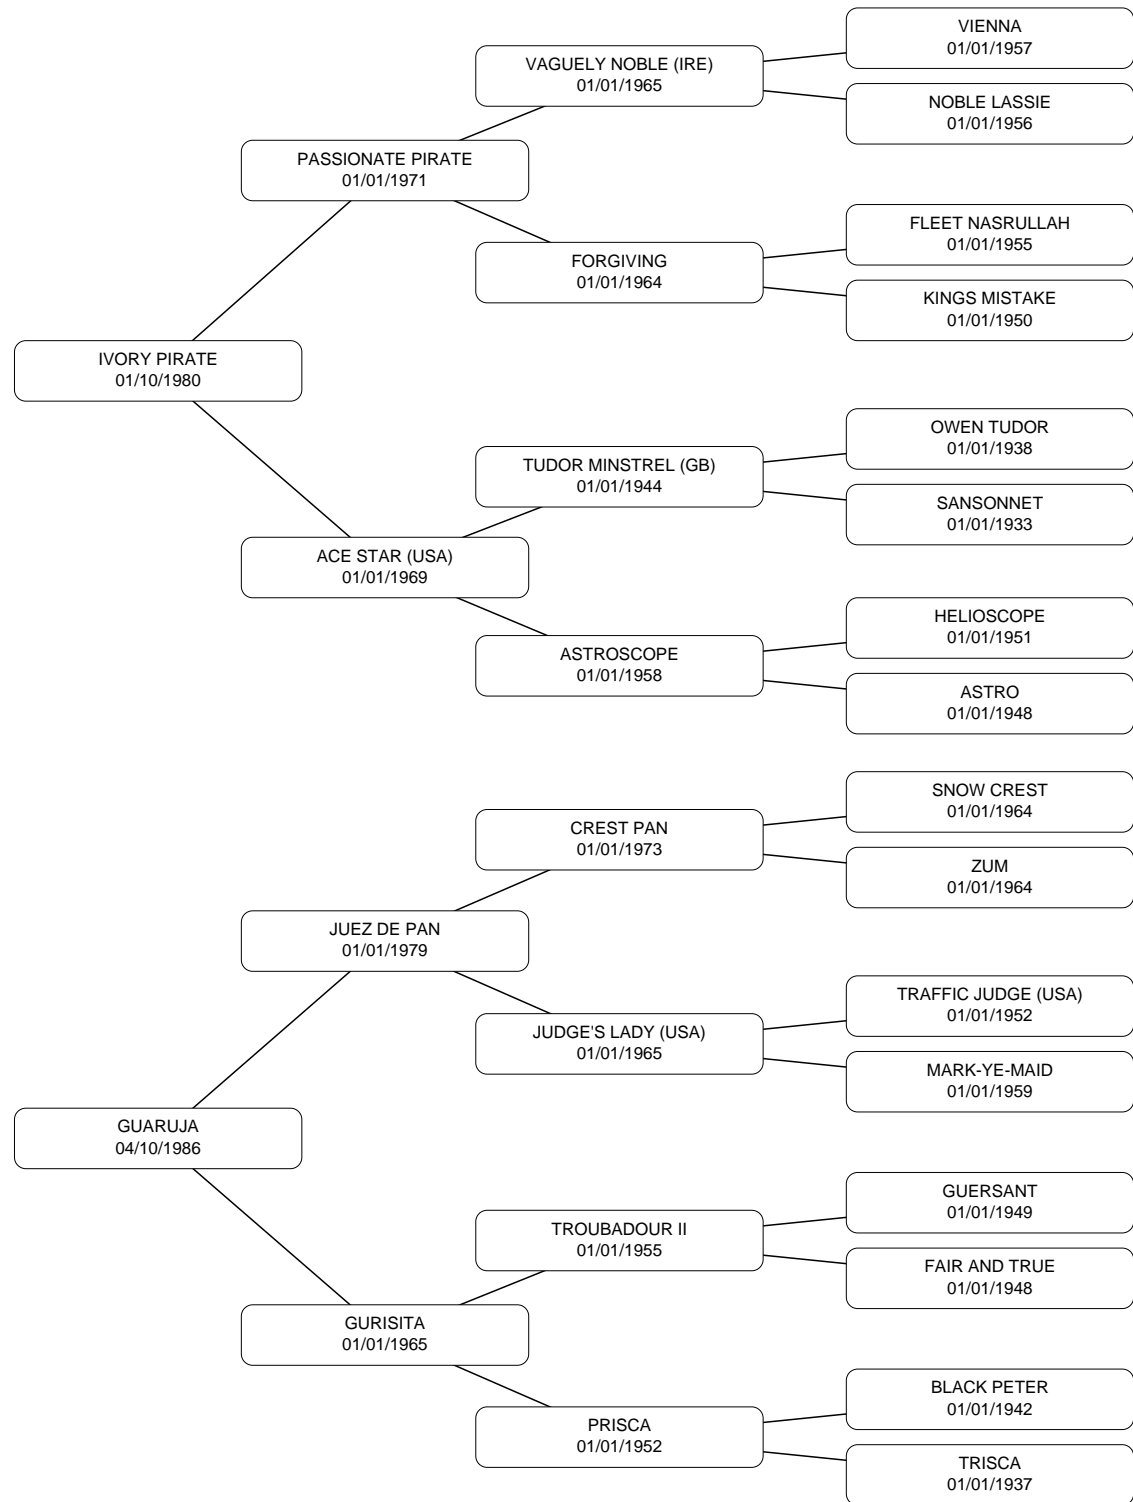 VIENNA
01/01/1957
VAGUELY NOBLE (IRE)
01/01/1965
NOBLE LASSIE
01/01/1956
PASSIONATE PIRATE
01/01/1971
FLEET NASRULLAH
01/01/1955
FORGIVING
01/01/1964
KINGS MISTAKE
01/01/1950
IVORY PIRATE
01/10/1980
OWEN TUDOR
01/01/1938
TUDOR MINSTREL (GB)
01/01/1944
SANSONNET
01/01/1933
ACE STAR (USA)
01/01/1969
HELIOSCOPE
01/01/1951
ASTROSCOPE
01/01/1958
ASTRO
01/01/1948
SNOW CREST
01/01/1964
CREST PAN
01/01/1973
ZUM
01/01/1964
JUEZ DE PAN
01/01/1979
TRAFFIC JUDGE (USA)
01/01/1952
JUDGE'S LADY (USA)
01/01/1965
MARK-YE-MAID
01/01/1959
GUARUJA
04/10/1986
GUERSANT
01/01/1949
TROUBADOUR II
01/01/1955
FAIR AND TRUE
01/01/1948
GURISITA
01/01/1965
BLACK PETER
01/01/1942
PRISCA
01/01/1952
TRISCA
01/01/1937